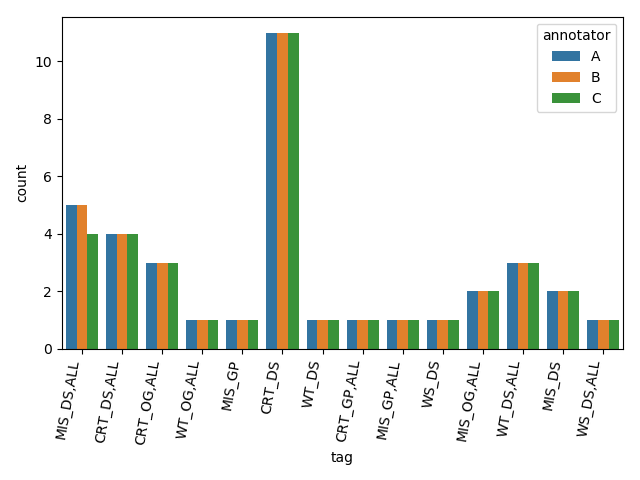 annotator
A
B
C
10
8
6
4
2
0
count
MIS_DS,ALL
CRT_DS,ALL
CRT_OG,ALL
WT_OG,ALL
MIS_GP
CRT_DS
WT_DS
CRT_GP,ALL
MIS_GP,ALL
WS_DS
MIS_OG,ALL
WT_DS,ALL
MIS_DS
WS_DS,ALL
tag